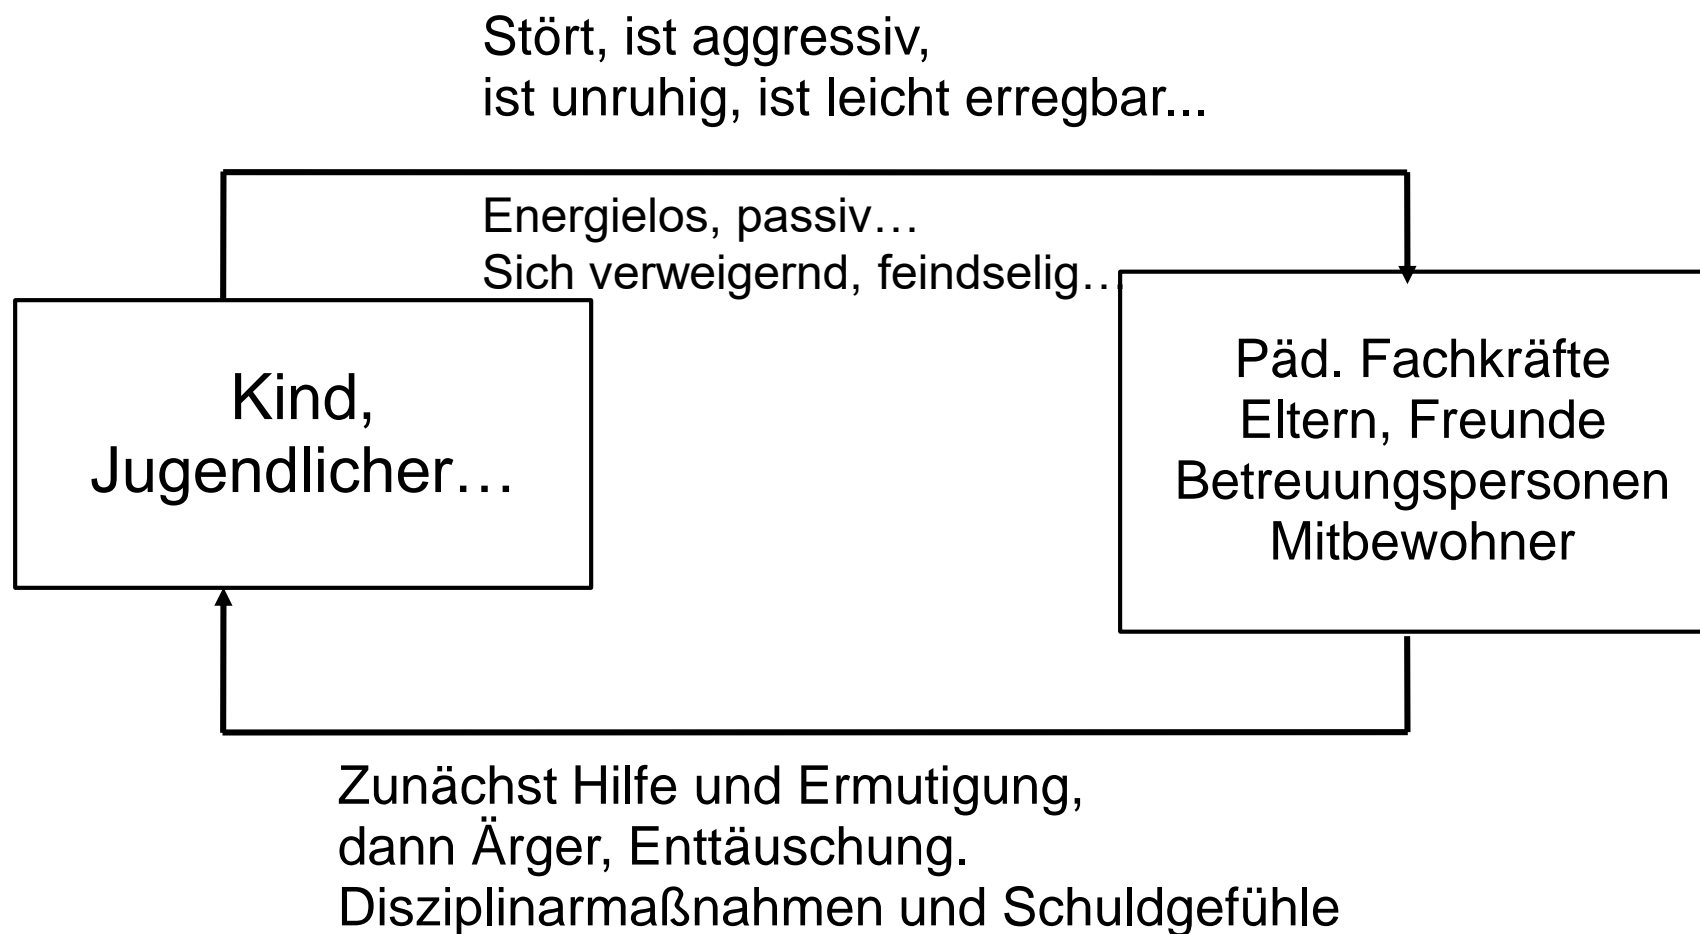 Stört, ist aggressiv,
ist unruhig, ist leicht erregbar...
Energielos, passiv…
Sich verweigernd, feindselig…
Kind,
Jugendlicher…
Päd. Fachkräfte
Eltern, Freunde
Betreuungspersonen
Mitbewohner
Zunächst Hilfe und Ermutigung,
dann Ärger, Enttäuschung.
Disziplinarmaßnahmen und Schuldgefühle